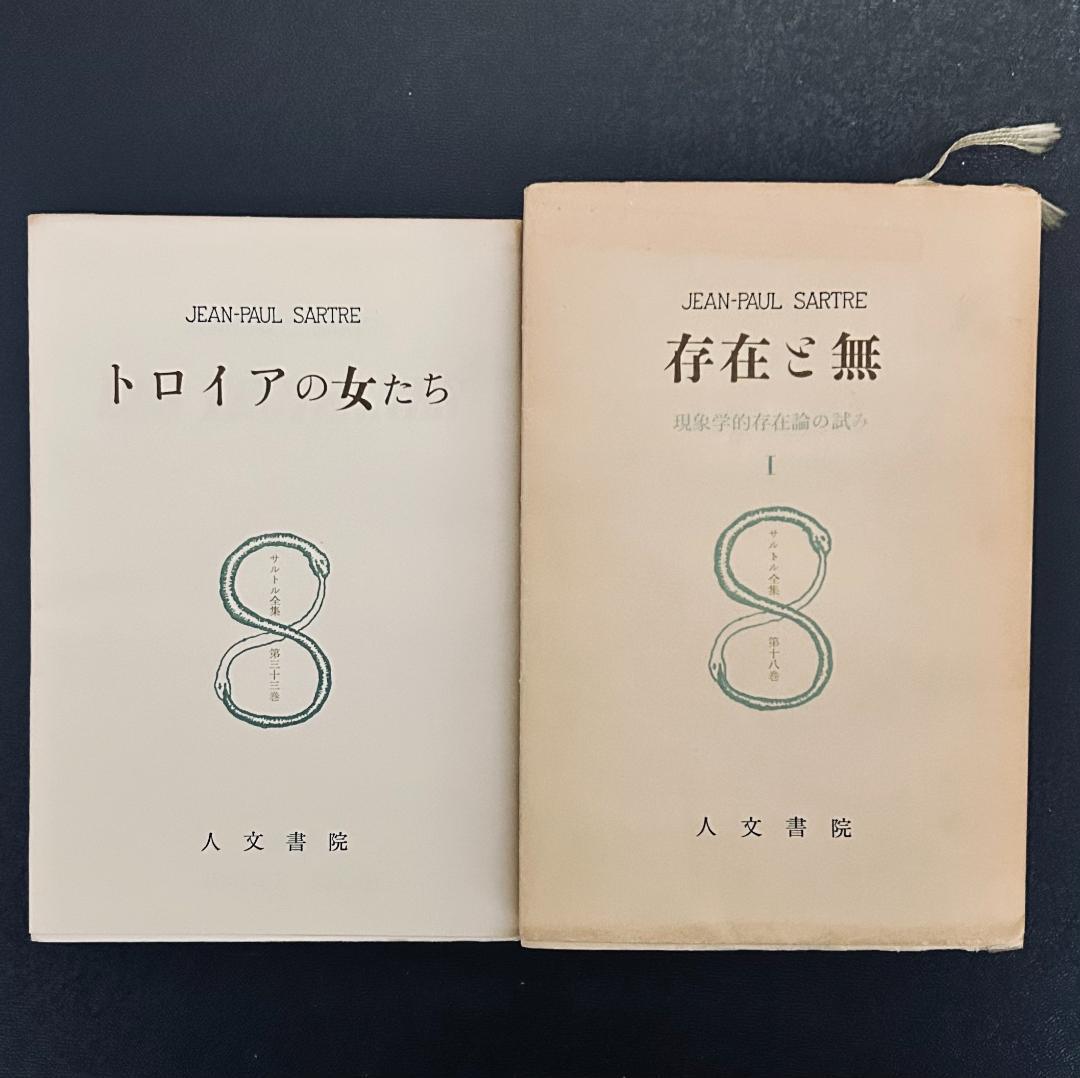 JEAN-PAUL SARTRE
トロイアの女たち
サルトル全集
第三十三巻
人文書院
JEAN-PAUL SARTRE
存在と無
現象学的存在論の試み
I
サルトル全集
第十八巻
人文書院